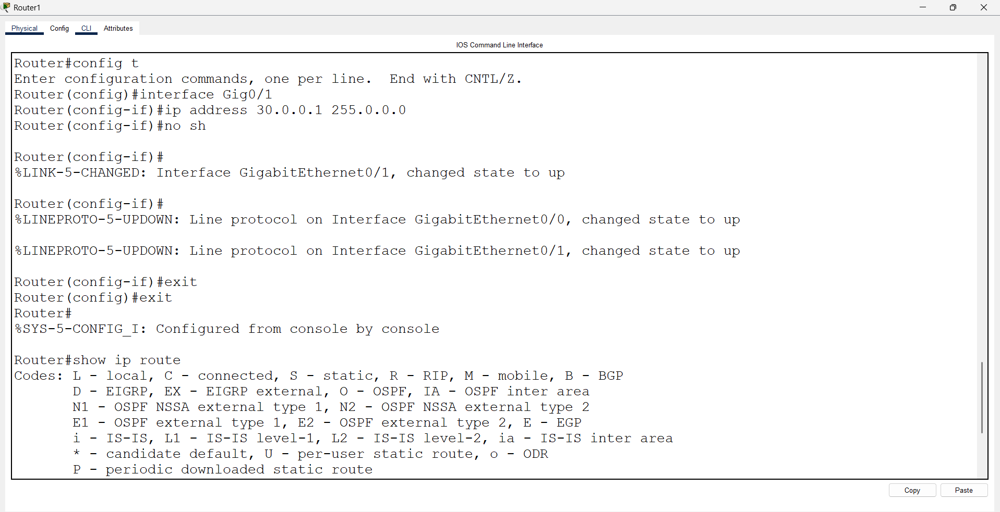 Router1
Physical Config CLI Attributes
IOS Command Line Interface
Router#config t
Enter configuration commands, one per line.  End with CNTL/Z.
Router(config)#interface Gig0/1
Router(config-if)#ip address 30.0.0.1 255.0.0.0
Router(config-if)#no sh
Router(config-if)#
%LINK-5-CHANGED: Interface GigabitEthernet0/1, changed state to up
Router(config-if)#
%LINEPROTO-5-UPDOWN: Line protocol on Interface GigabitEthernet0/0, changed state to up
%LINEPROTO-5-UPDOWN: Line protocol on Interface GigabitEthernet0/1, changed state to up
Router(config-if)#exit
Router(config)#exit
Router#
%SYS-5-CONFIG_I: Configured from console by console
Router#show ip route
Codes: L - local, C - connected, S - static, R - RIP, M - mobile, B - BGP
D - EIGRP, EX - EIGRP external, O - OSPF, IA - OSPF inter area
N1 - OSPF NSSA external type 1, N2 - OSPF NSSA external type 2
E1 - OSPF external type 1, E2 - OSPF external type 2, E - EGP
i - IS-IS, L1 - IS-IS level-1, L2 - IS-IS level-2, ia - IS-IS inter area
* - candidate default, U - per-user static route, o - ODR
P - periodic downloaded static route
Copy Paste